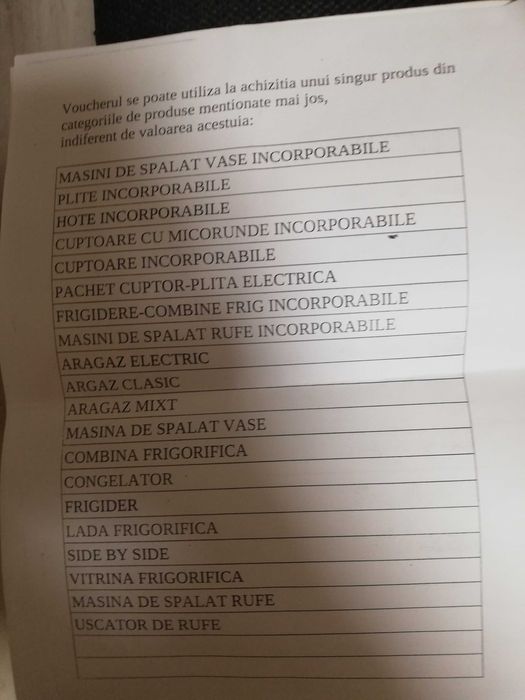 Voucherul se poate utiliza la achizitia unui singur produs din
categoriile de produse mentionate mai jos,
indiferent de valoarea acestuia:
MASINI DE SPALAT VASE INCORPORABILE
PLITE INCORPORABILE
HOTE INCORPORABILE
CUPTOARE CU MICORUNDE INCORPORABILE
CUPTOARE INCORPORABILE
PACHET CUPTOR-PLITA ELECTRICA
FRIGIDERE-COMBINE FRIG INCORPORABILE
MASINI DE SPALAT RUFE INCORPORABILE
ARAGAZ ELECTRIC
ARGAZ CLASIC
ARAGAZ MIXT
MASINA DE SPALAT VASE
COMBINA FRIGORIFICA
CONGELATOR
FRIGIDER
LADA FRIGORIFICA
SIDE BY SIDE
VITRINA FRIGORIFICA
MASINA DE SPALAT RUFE
USCATOR DE RUFE